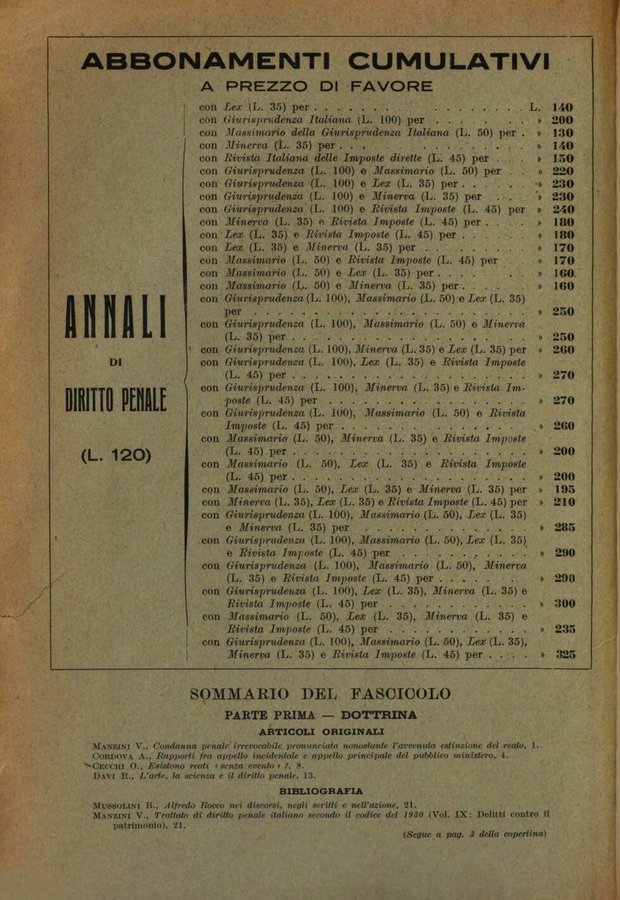 ABBONAMENTI CUMULATIVI
A PREZZO DI FAVORE
ANNALI
DI
DIRITTO PENALE
(L. 120)
con Lex (L. 35) per . . . . . . . . . . . . . . . . L. 140
con Giurisprudenza Italiana (L. 100) per . . . . . . » 200
con Massimario della Giurisprudenza Italiana (L. 50) per . » 130
con Minerva (L. 35) per . . . . . . . . . . . . . . » 140
con Rivista Italiana delle Imposte dirette (L. 45) per . . . » 150
con Giurisprudenza (L. 100) e Massimario (L. 50) per » 220
con Giurisprudenza (L. 100) e Lex (L. 35) per . . . . . . » 230
con Giurisprudenza (L. 100) e Minerva (L. 35) per . . . » 230
con Giurisprudenza (L. 100) e Rivista Imposte (L. 45) per » 240
con Minerva (L. 35) e Rivista Imposte (L. 45) per . . . . » 180
con Lex (L. 35) e Rivista Imposte (L. 45) per . . . . . . » 180
con Lex (L. 35) e Minerva (L. 35) per . . . . . . . . » 170
con Massimario (L. 50) e Rivista Imposte (L. 45) per . . » 170
con Massimario (L. 50) e Lex (L. 35) per . . . . . . . . » 160
con Massimario (L. 50) e Minerva (L. 35) per . . . . . . » 160
con Giurisprudenza (L. 100), Massimario (L. 50) e Lex (L. 35)
per . . . . . . . . . . . . . . . . . . . . . . » 250
con Giurisprudenza (L. 100), Massimario (L. 50) e Minerva
(L. 35) per . . . . . . . . . . . . . . . . . . » 250
con Giurisprudenza (L. 100), Minerva (L. 35) e Lex (L. 35) per » 260
con Giurisprudenza (L. 100), Lex (L. 35) e Rivista Imposte
(L. 45) per . . . . . . . . . . . . . . . . . . » 270
con Giurisprudenza (L. 100), Minerva (L. 35) e Rivista Im-
poste (L. 45) per . . . . . . . . . . . . . . . » 270
con Giurisprudenza (L. 100), Massimario (L. 50) e Rivista
Imposte (L. 45) per . . . . . . . . . . . . . . » 260
con Massimario (L. 50), Minerva (L. 35) e Rivista Imposte
(L. 45) per . . . . . . . . . . . . . . . . . . » 200
con Massimario (L. 50), Lex (L. 35) e Rivista Imposte
(L. 45) per . . . . . . . . . . . . . . . . . . » 200
con Massimario (L. 50), Lex (L. 35) e Minerva (L. 35) per » 195
con Minerva (L. 35), Lex (L. 35) e Rivista Imposte (L. 45) per » 210
con Giurisprudenza (L. 100), Massimario (L. 50), Lex (L. 35)
e Minerva (L. 35) per . . . . . . . . . . . . » 285
con Giurisprudenza (L. 100), Massimario (L. 50), Lex (L. 35)
e Rivista Imposte (L. 45) per . . . . . . . . . » 290
con Giurisprudenza (L. 100), Massimario (L. 50), Minerva
(L. 35) e Rivista Imposte (L. 45) per . . . . . . » 290
con Giurisprudenza (L. 100), Lex (L. 35), Minerva (L. 35) e
Rivista Imposte (L. 45) per . . . . . . . . . . » 300
con Massimario (L. 50), Lex (L. 35), Minerva (L. 35) e
Rivista Imposte (L. 45) per . . . . . . . . . . » 235
con Giurisprudenza (L. 100), Massimario (L. 50), Lex (L. 35),
Minerva (L. 35) e Rivista Imposte (L. 45) per . . . . » 325
SOMMARIO DEL FASCICOLO
PARTE PRIMA — DOTTRINA
ARTICOLI ORIGINALI
MANZINI V., Condanna penale irrevocabile pronunciata nonostante l'avvenuta estinzione del reato, 1.
CORDOVA A., Rapporti fra appello incidentale e appello principale del pubblico ministero, 4.
CECCHI O., Esistono reati « senza evento » ?, 8.
DAVI R., L'arte, la scienza e il diritto penale, 13.
BIBLIOGRAFIA
MUSSOLINI B., Alfredo Rocco nei discorsi, negli scritti e nell'azione, 21.
MANZINI V., Trattato di diritto penale italiano secondo il codice del 1930 (Vol. IX: Delitti contro il
patrimonio), 21.
(Segue a pag. 3 della copertina)